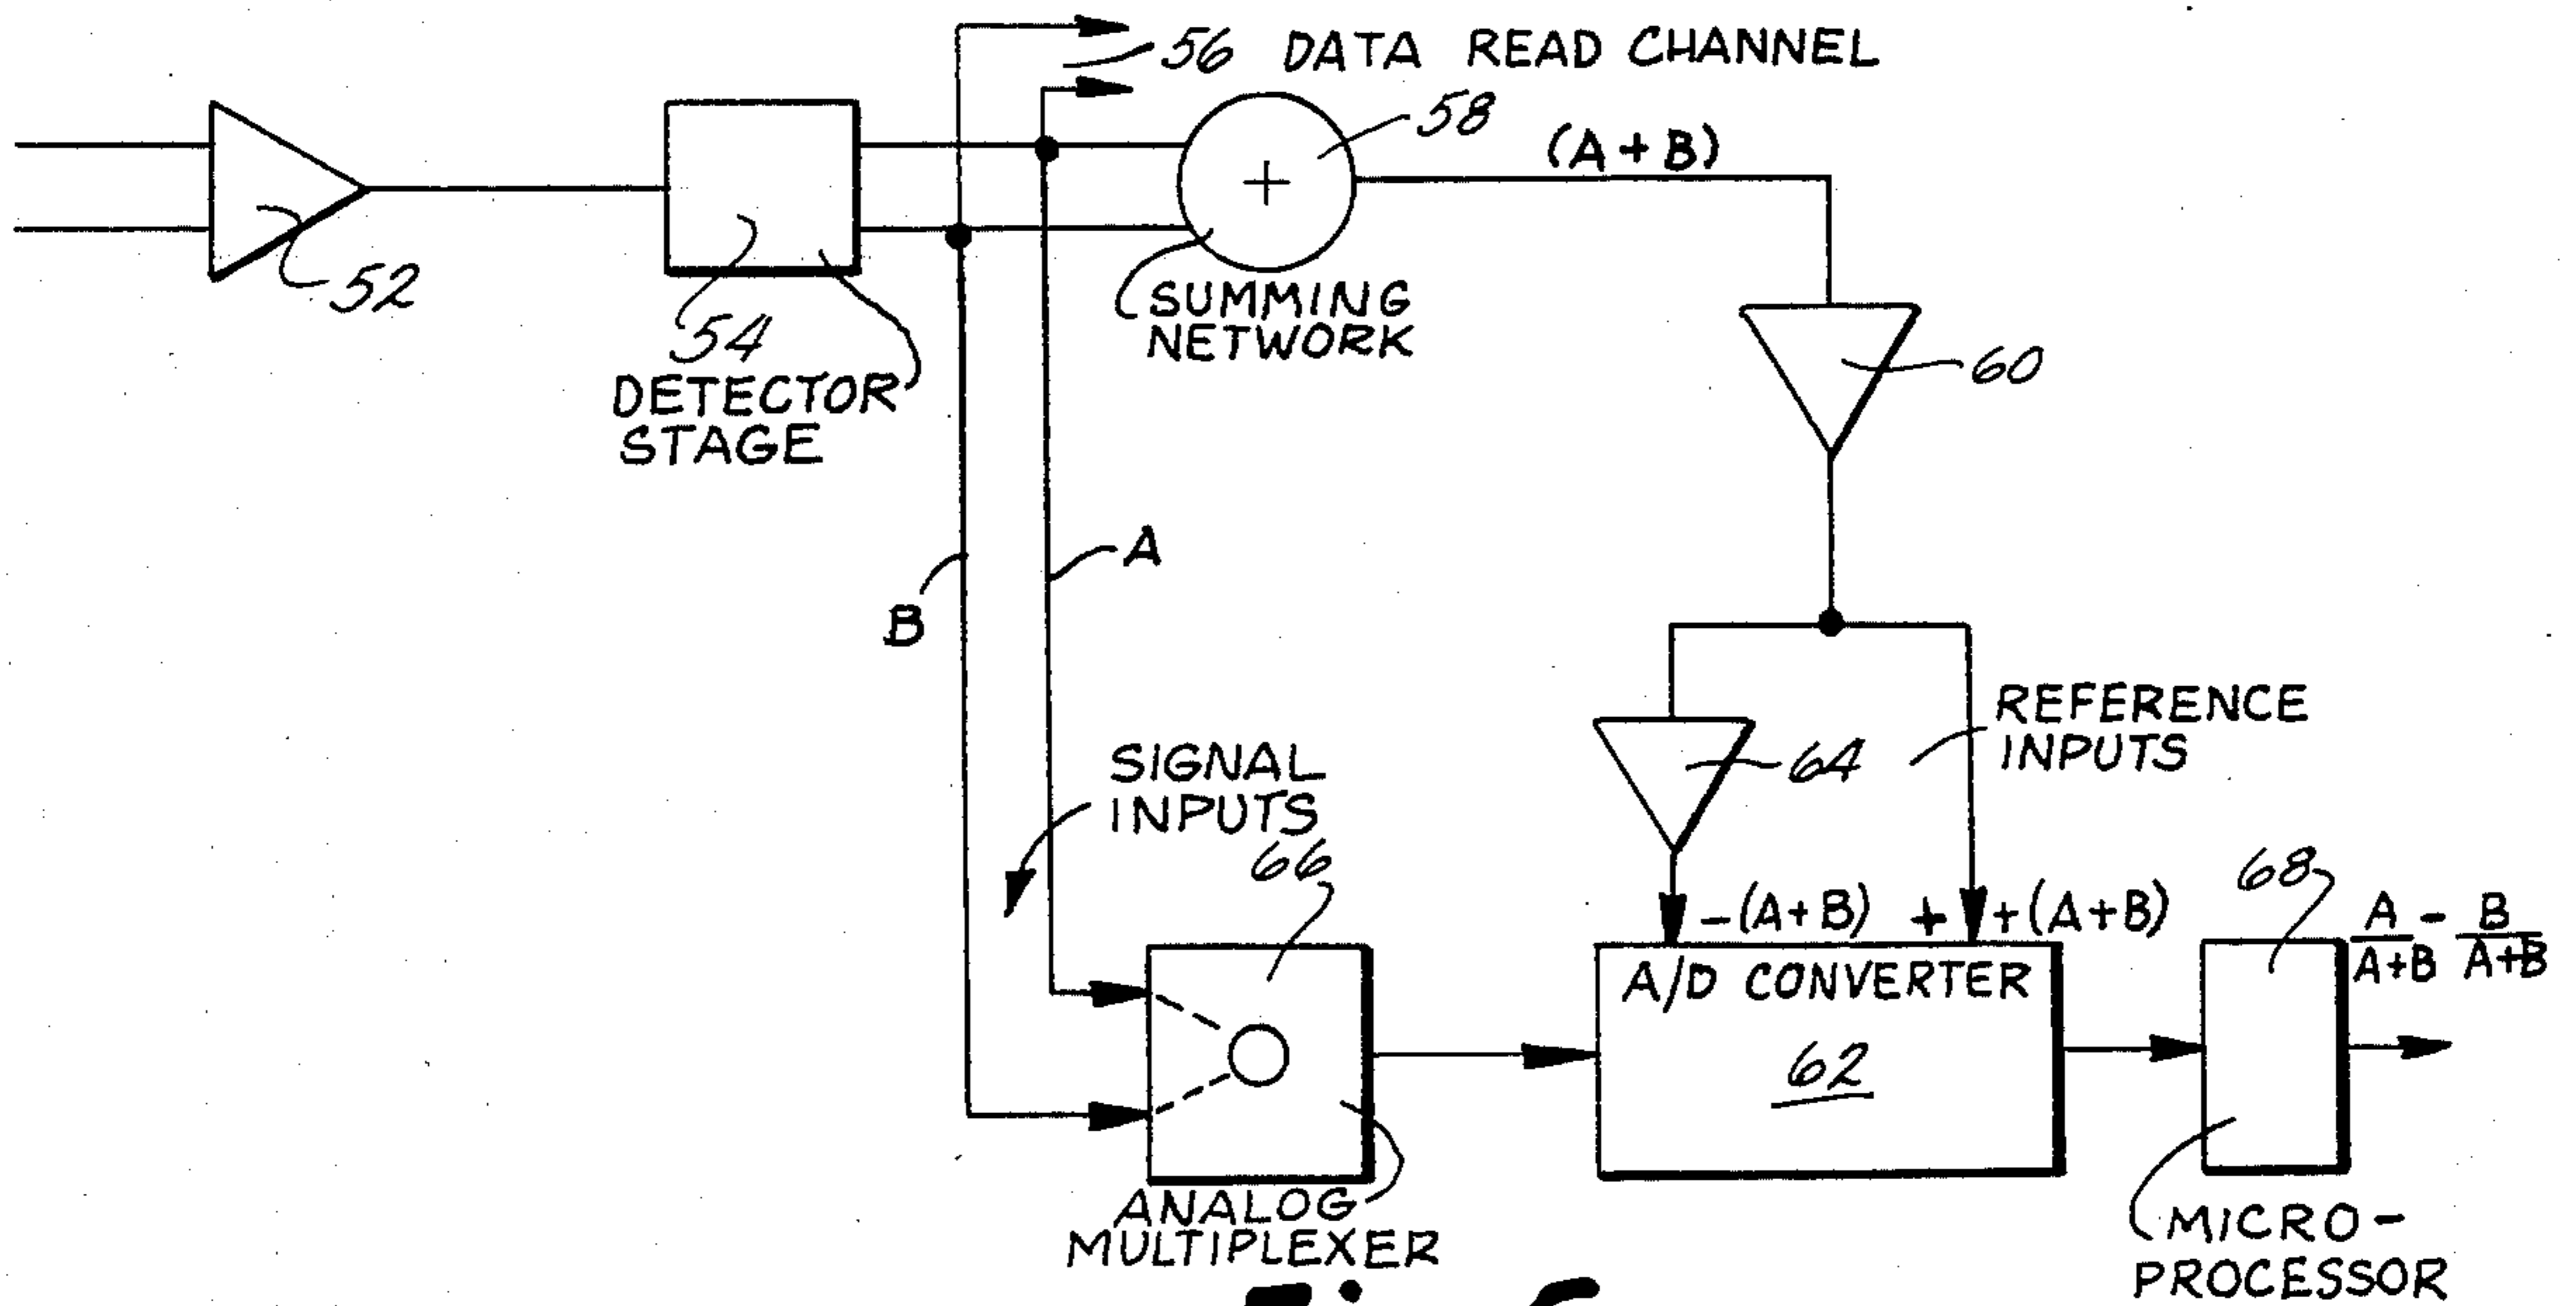 56 DATA READ CHANNEL
58
(A + B)
52
54
DETECTOR
STAGE
SUMMING
NETWORK
60
A
B
SIGNAL
INPUTS
REFERENCE
INPUTS
64
66
68
-(A+B) + +(A+B)
A/A+B - B/A+B
A/D CONVERTER
62
ANALOG
MULTIPLEXER
MICRO-
PROCESSOR
+